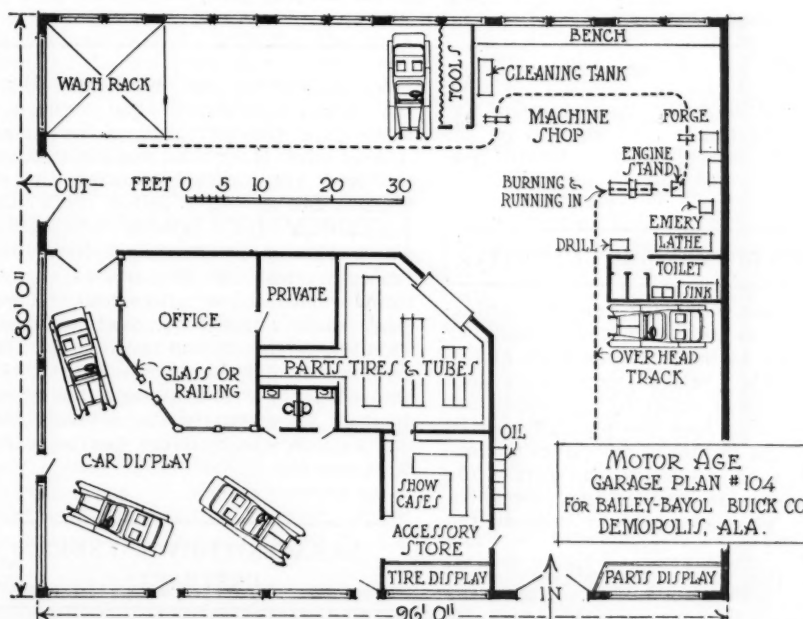 BENCH
WASH RACK
TOOLS
CLEANING TANK
MACHINE
SHOP
FORGE
ENGINE
STAND
OUT
FEET 0 5 10 20 30
BURNING &
RUNNING IN
EMERY
DRILL
LATHE
TOILET
SINK
80' 0"
OFFICE
PRIVATE
GLASS OR
RAILING
PARTS TIRES & TUBES
OVERHEAD
TRACK
CAR DISPLAY
OIL
SHOW
CASES
ACCESSORY
STORE
TIRE DISPLAY
MOTOR AGE
GARAGE PLAN #104
FOR BAILEY-BAYOL BUICK CO
DEMOPOLIS, ALA.
IN
PARTS DISPLAY
96' 0"